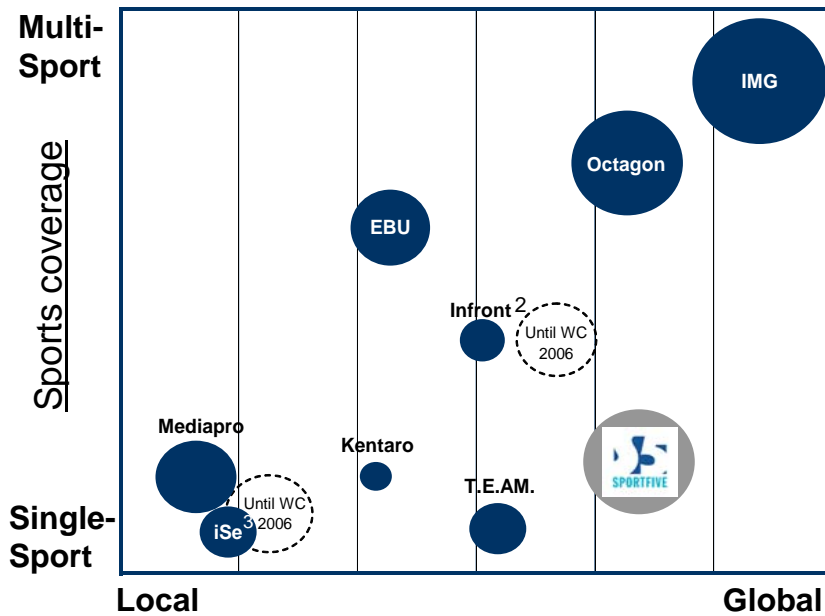 Multi-
Sport
IMG
Octagon
EBU
Sports coverage
Infront 2
Until WC
2006
Mediapro
Kentaro
SPORTFIVE
T.E.AM.
Until WC
2006
Single-
Sport
iSe 3
Local
Global